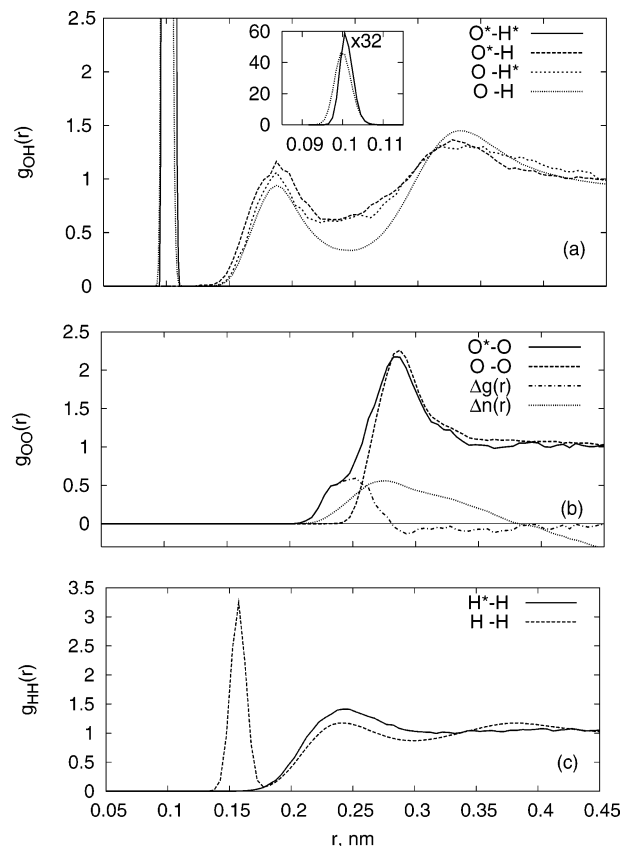 2.5
2
1.5
1
0.5
0
g_OH(r)
60
40
20
0
x32
0.09 0.1 0.11
O*-H*
O*-H
O -H*
O -H
(a)
2.5
2
1.5
1
0.5
0
g_OO(r)
O*-O
O -O
Δg(r)
Δn(r)
(b)
3.5
3
2.5
2
1.5
1
0.5
0
g_HH(r)
H*-H
H -H
(c)
0.05 0.1 0.15 0.2 0.25 0.3 0.35 0.4 0.45
r, nm